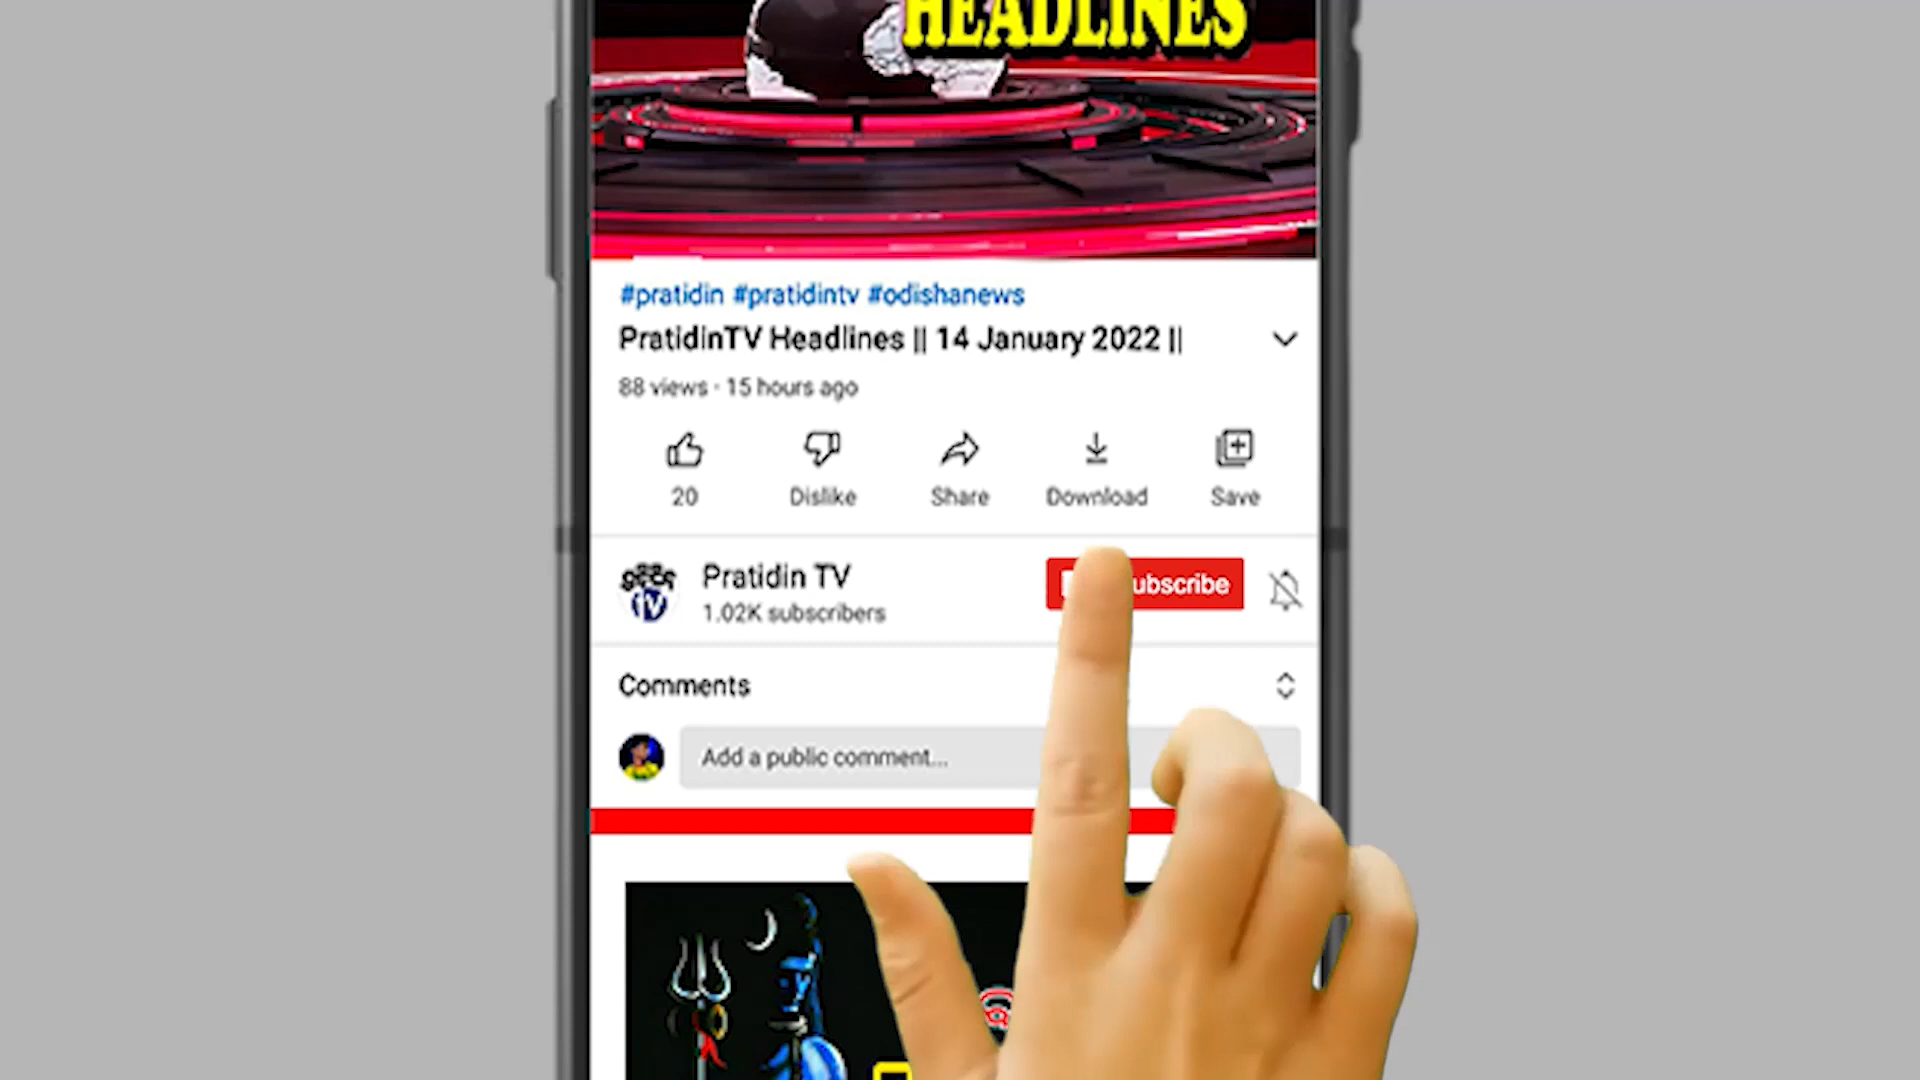 HEADLINES
#pratidin #pratidintv #odishanews
PratidinTV Headlines || 14 January 2022 ||
88 views · 15 hours ago
20 Dislike Share Download Save
Pratidin TV
ubscribe
1.02K subscribers
TV
Comments
Add a public comment...